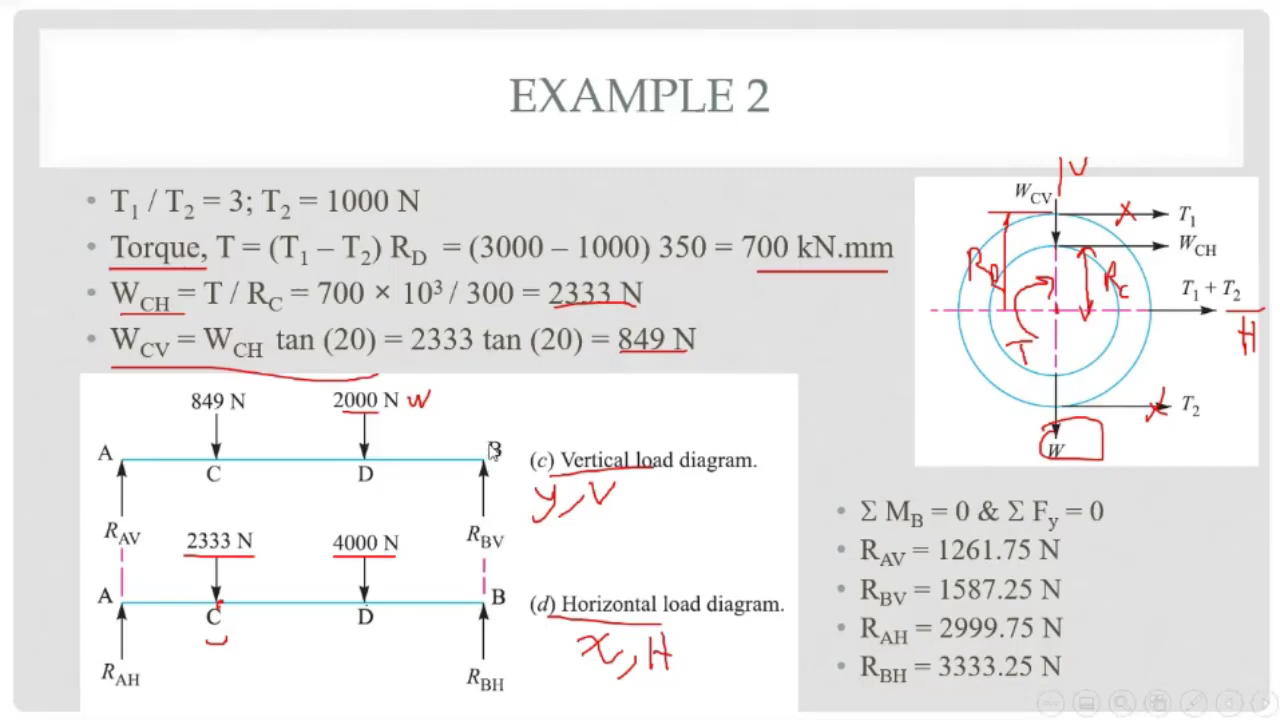 EXAMPLE 2
• T1 / T2 = 3; T2 = 1000 N
• Torque, T = (T1 – T2) RD = (3000 – 1000) 350 = 700 kN.mm
• WCH = T / RC = 700 × 10³ / 300 = 2333 N
• WCV = WCH tan (20) = 2333 tan (20) = 849 N
849 N 2000 N W
A C D B
RAV RBV
(c) Vertical load diagram.
y, V
2333 N 4000 N
A C D B
RAH RBH
(d) Horizontal load diagram.
x, H
V
WCV
T1
WCH
RD RC
T1 + T2
H
T
T2
W
• Σ MB = 0 & Σ Fy = 0
• RAV = 1261.75 N
• RBV = 1587.25 N
• RAH = 2999.75 N
• RBH = 3333.25 N